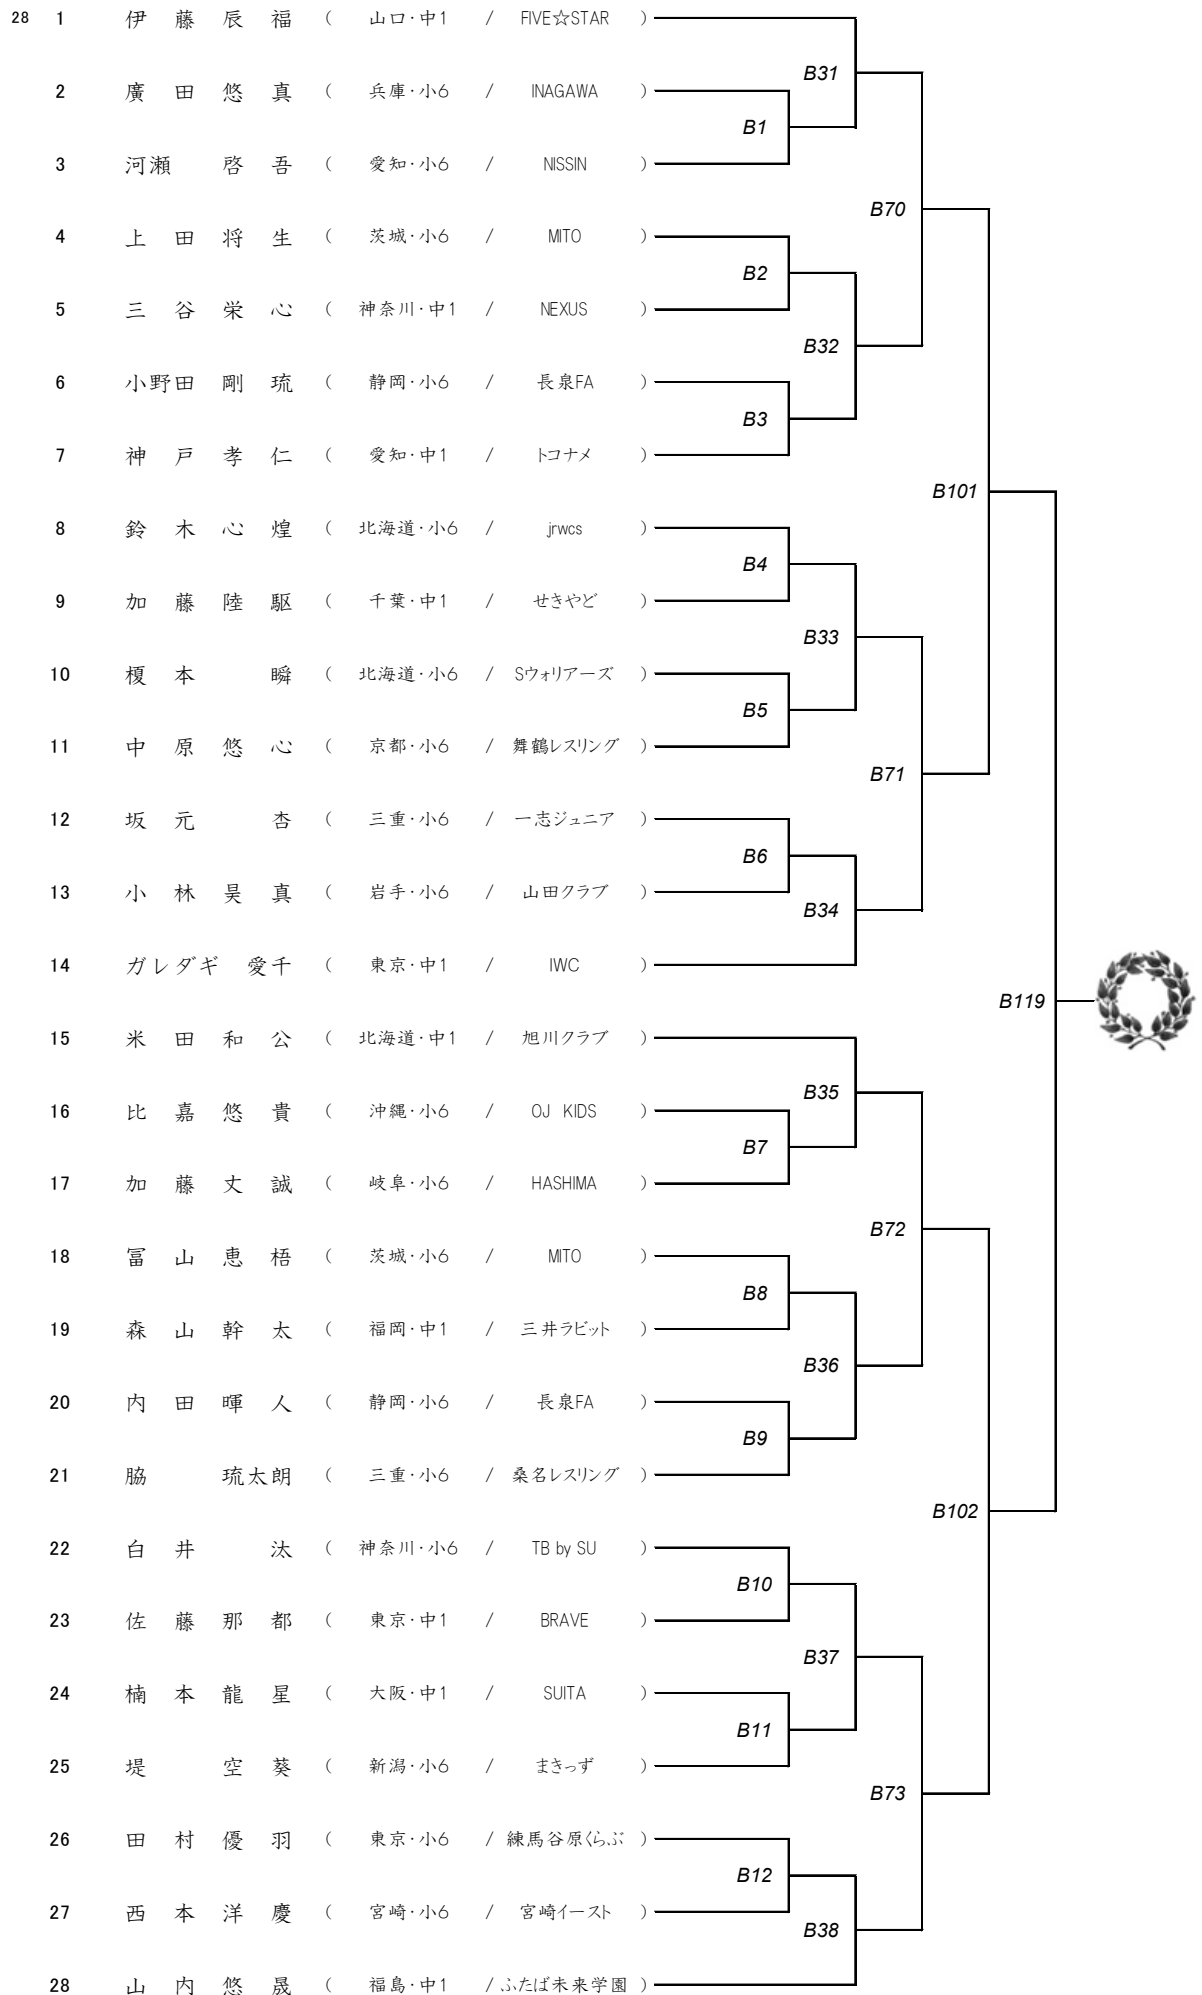 28 1 伊藤辰福 （ 山口・中1 / FIVE☆STAR ）
B31
2 廣田悠真 （ 兵庫・小6 / INAGAWA ）
B1
3 河瀬 啓吾 （ 愛知・小6 / NISSIN ）
B70
4 上田将生 （ 茨城・小6 / MITO ）
B2
5 三谷栄心 （ 神奈川・中1 / NEXUS ）
B32
6 小野田 剛琉 （ 静岡・小6 / 長泉FA ）
B3
7 神戸孝仁 （ 愛知・中1 / トコナメ ）
B101
8 鈴木心煌 （ 北海道・小6 / jrwcs ）
B4
9 加藤陸駆 （ 千葉・中1 / せきやど ）
B33
10 榎本 瞬 （ 北海道・小6 / Sウォリアーズ ）
B5
11 中原悠心 （ 京都・小6 / 舞鶴レスリング ）
B71
12 坂元 杏 （ 三重・小6 / 一志ジュニア ）
B6
13 小林昊真 （ 岩手・小6 / 山田クラブ ）
B34
14 ガレダギ 愛千 （ 東京・中1 / IWC ）
B119
15 米田和公 （ 北海道・中1 / 旭川クラブ ）
B35
16 比嘉悠貴 （ 沖縄・小6 / OJ KIDS ）
B7
17 加藤丈誠 （ 岐阜・小6 / HASHIMA ）
B72
18 冨山恵梧 （ 茨城・小6 / MITO ）
B8
19 森山幹太 （ 福岡・中1 / 三井ラビット ）
B36
20 内田暉人 （ 静岡・小6 / 長泉FA ）
B9
21 脇 琉太朗 （ 三重・小6 / 桑名レスリング ）
B102
22 白井 汰 （ 神奈川・小6 / TB by SU ）
B10
23 佐藤那都 （ 東京・中1 / BRAVE ）
B37
24 楠本龍星 （ 大阪・中1 / SUITA ）
B11
25 堤 空葵 （ 新潟・小6 / まきっず ）
B73
26 田村優羽 （ 東京・小6 / 練馬谷原くらぶ ）
B12
27 西本洋慶 （ 宮崎・小6 / 宮崎イースト ）
B38
28 山内悠晟 （ 福島・中1 / ふたば未来学園 ）